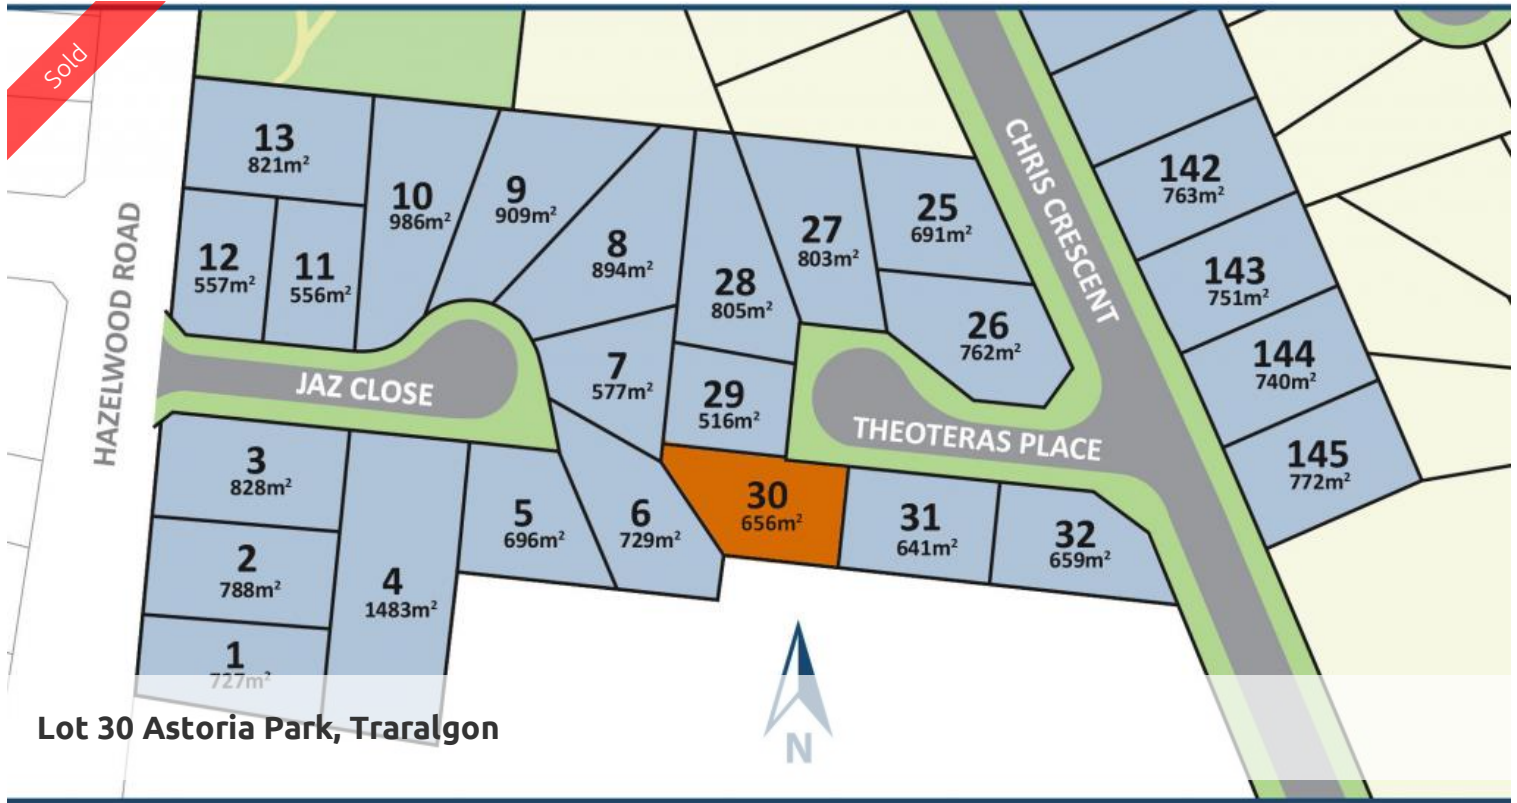 Sold
HAZELWOOD ROAD
13
821m²
12
557m²
11
556m²
10
986m²
9
909m²
8
894m²
7
577m²
28
805m²
27
803m²
25
691m²
26
762m²
29
516m²
CHRIS CRESCENT
142
763m²
143
751m²
144
740m²
145
772m²
JAZ CLOSE
THEOTERAS PLACE
3
828m²
2
788m²
1
727m²
4
1483m²
5
696m²
6
729m²
30
656m²
31
641m²
32
659m²
N
Lot 30 Astoria Park, Traralgon